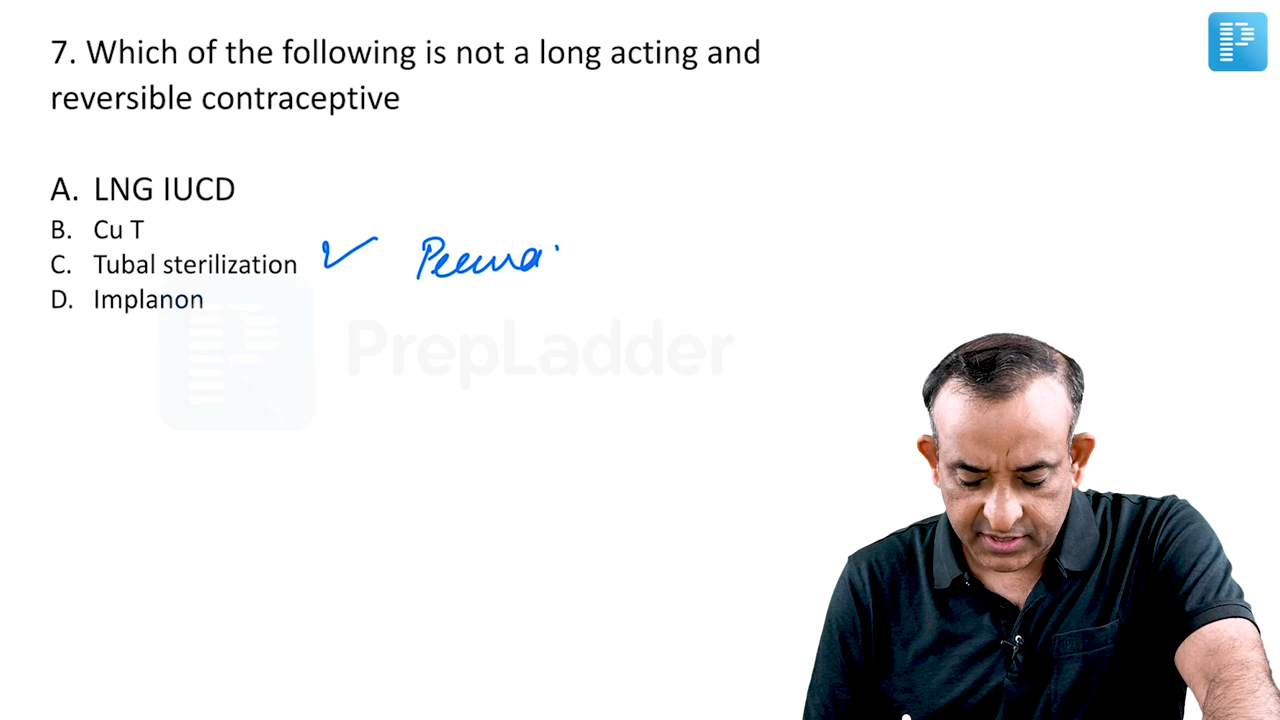 7. Which of the following is not a long acting and
reversible contraceptive
A. LNG IUCD
B. Cu T
C. Tubal sterilization
D. Implanon
PrepLadder